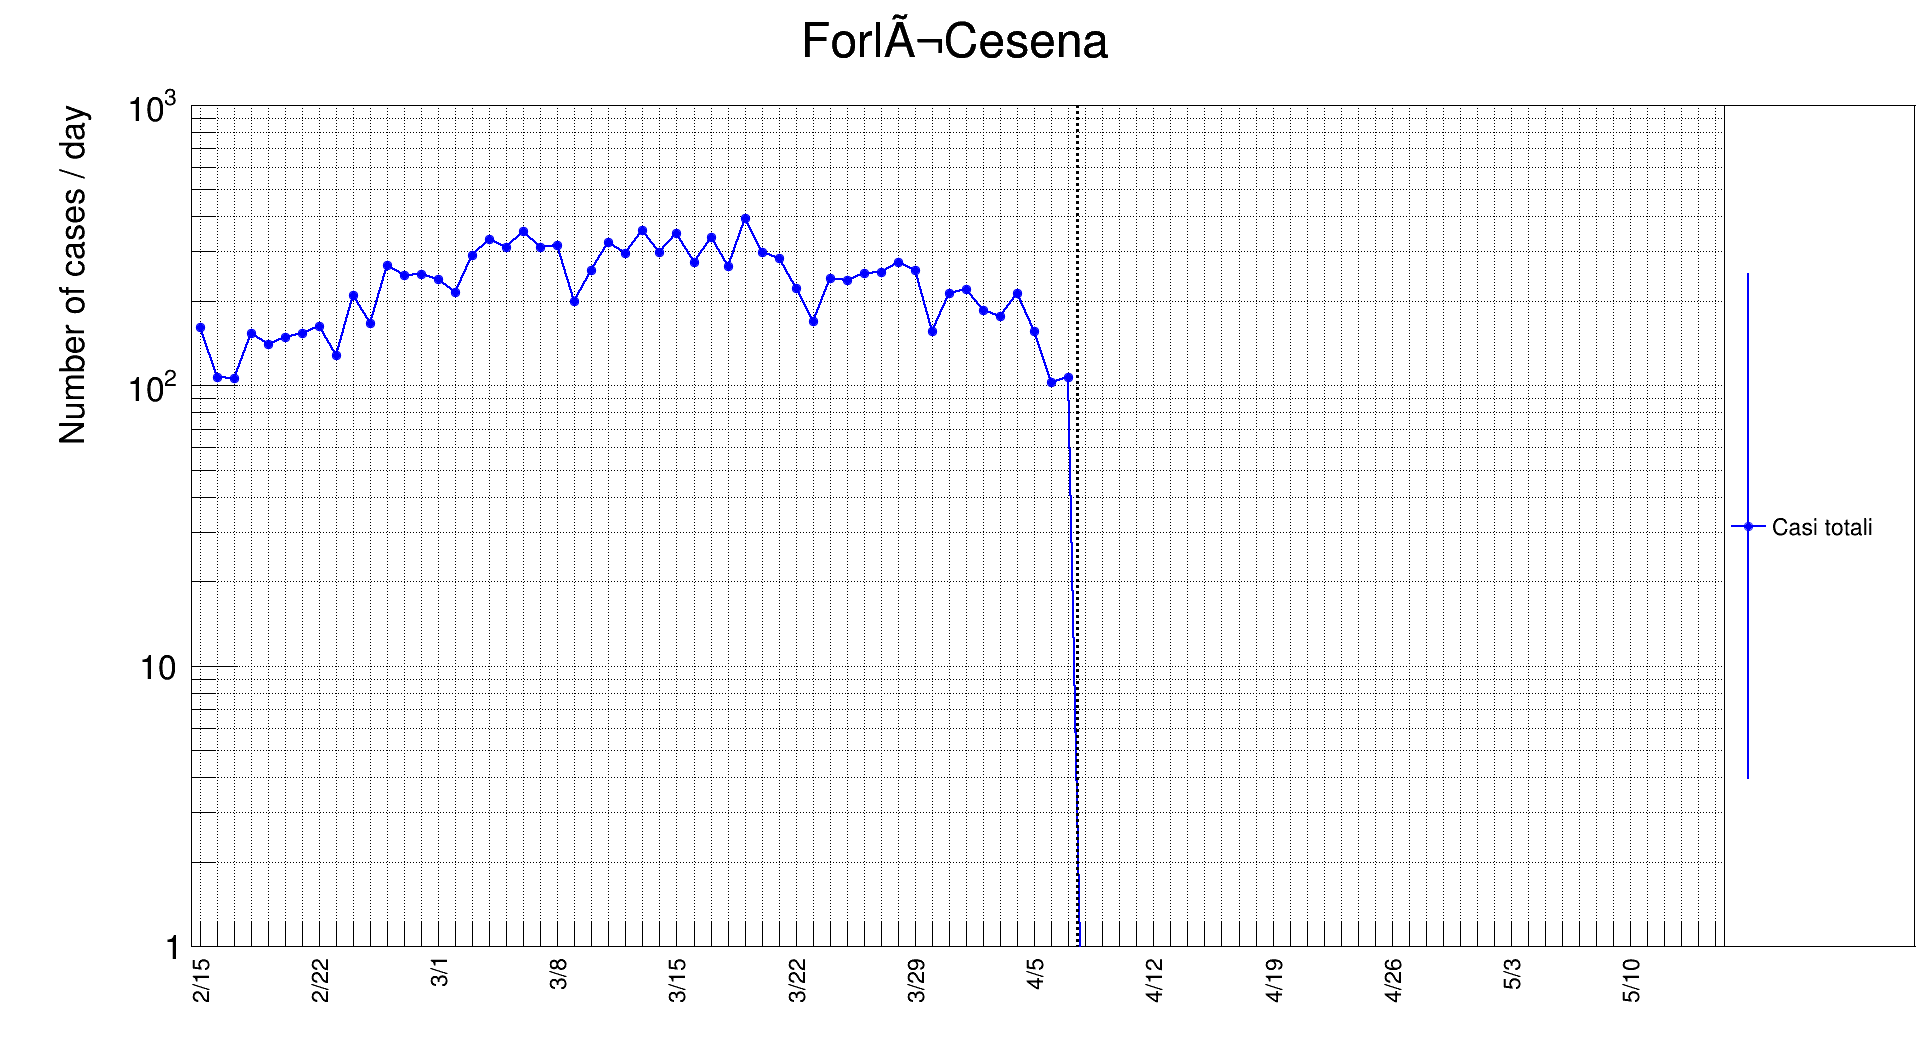 ForlÃ¬Cesena
Number of cases / day
10³
10²
10
1
2/15 2/22 3/1 3/8 3/15 3/22 3/29 4/5 4/12 4/19 4/26 5/3 5/10
Casi totali